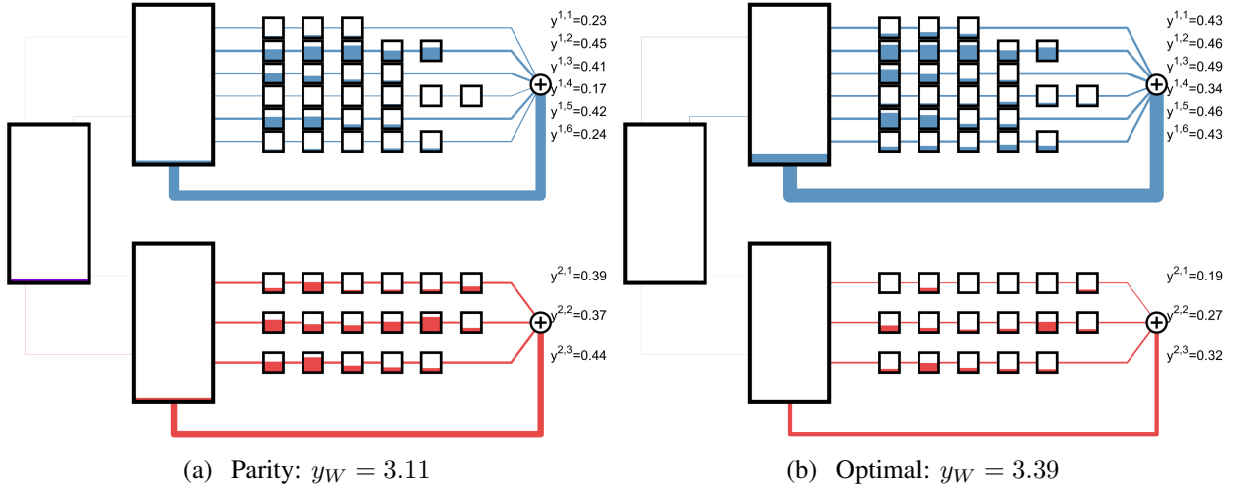 y^1,1=0.23
y^1,2=0.45
y^1,3=0.41
y^1,4=0.17
y^1,5=0.42
y^1,6=0.24
y^2,1=0.39
y^2,2=0.37
y^2,3=0.44
(a) Parity: y_W = 3.11
y^1,1=0.43
y^1,2=0.46
y^1,3=0.49
y^1,4=0.34
y^1,5=0.46
y^1,6=0.43
y^2,1=0.19
y^2,2=0.27
y^2,3=0.32
(b) Optimal: y_W = 3.39